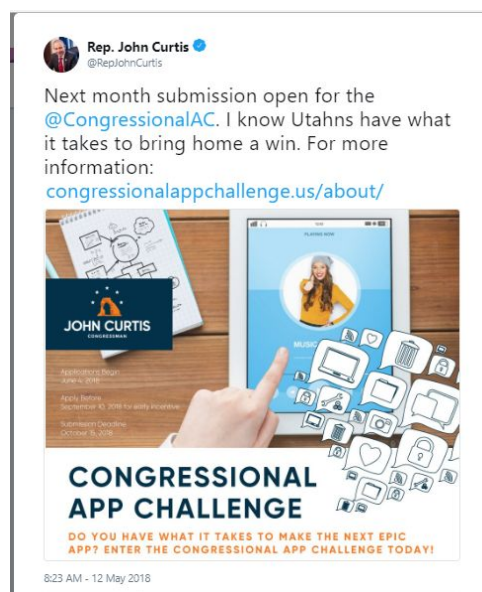 Rep. John Curtis
@RepJohnCurtis
Next month submission open for the
@CongressionalAC. I know Utahns have what
it takes to bring home a win. For more
information:
congressionalappchallenge.us/about/
PLAYING NOW
JOHN CURTIS
CONGRESSMAN
MUSIC
Applications Begin
June 4, 2018
Apply Before
September 10, 2018 for early incentive
Submission Deadline
October 15, 2018
CONGRESSIONAL
APP CHALLENGE
DO YOU HAVE WHAT IT TAKES TO MAKE THE NEXT EPIC
APP? ENTER THE CONGRESSIONAL APP CHALLENGE TODAY!
8:23 AM - 12 May 2018